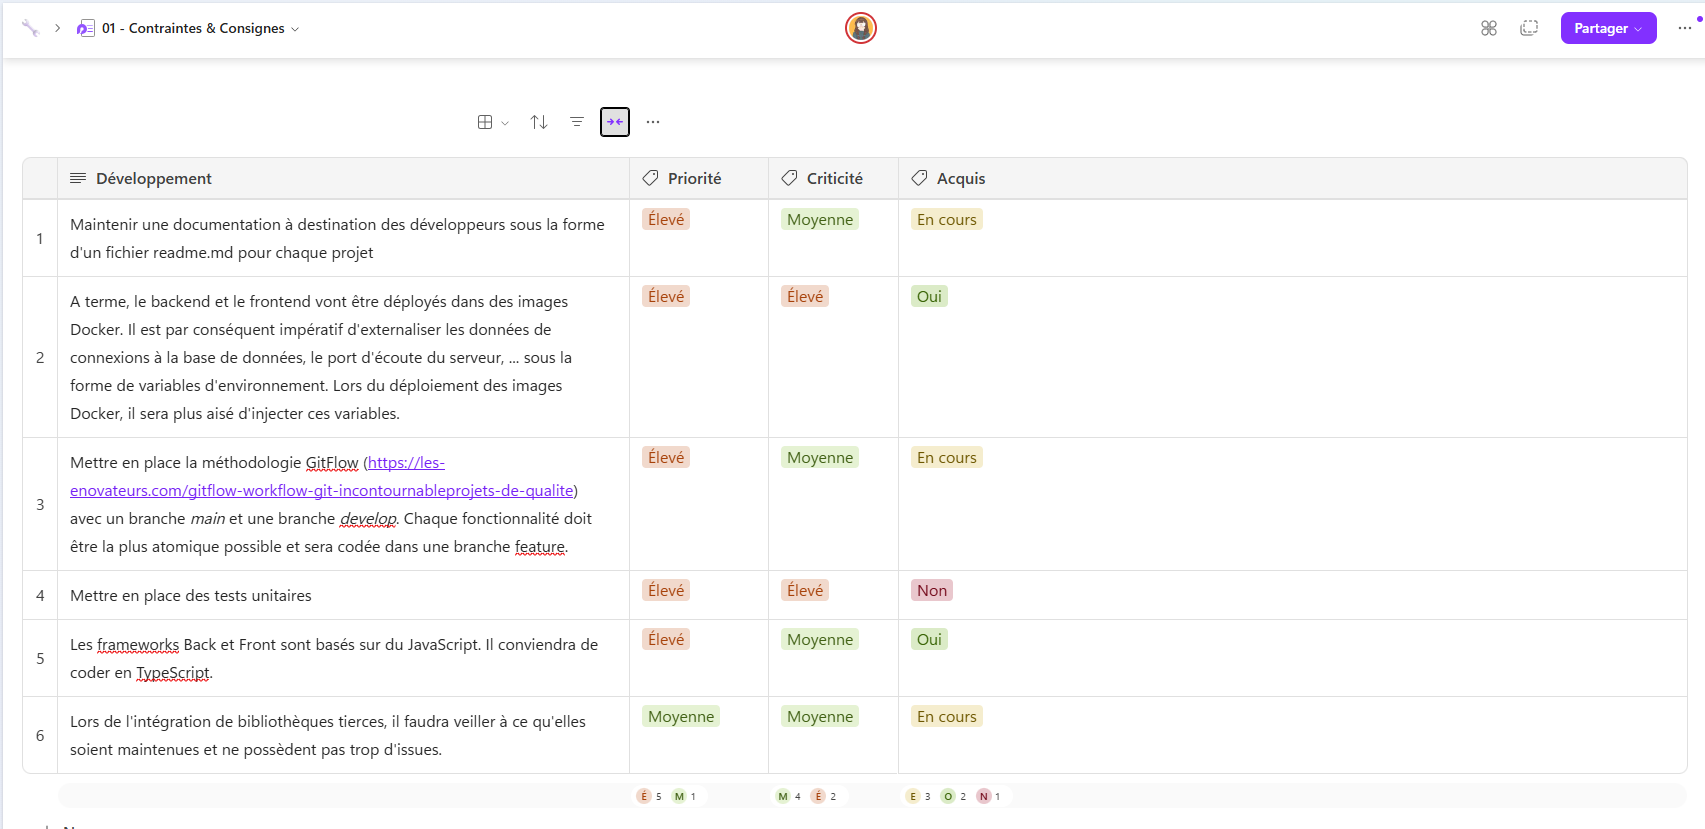 01 - Contraintes & Consignes
Partager
Développement
Priorité
Criticité
Acquis
1
Maintenir une documentation à destination des développeurs sous la forme
d'un fichier readme.md pour chaque projet
Élevé
Moyenne
En cours
2
A terme, le backend et le frontend vont être déployés dans des images
Docker. Il est par conséquent impératif d'externaliser les données de
connexions à la base de données, le port d'écoute du serveur, ... sous la
forme de variables d'environnement. Lors du déploiement des images
Docker, il sera plus aisé d'injecter ces variables.
Élevé
Élevé
Oui
3
Mettre en place la méthodologie GitFlow (https://les-
enovateurs.com/gitflow-workflow-git-incontournableprojets-de-qualite)
avec un branche main et une branche develop. Chaque fonctionnalité doit
être la plus atomique possible et sera codée dans une branche feature.
Élevé
Moyenne
En cours
4
Mettre en place des tests unitaires
Élevé
Élevé
Non
5
Les frameworks Back et Front sont basés sur du JavaScript. Il conviendra de
coder en TypeScript.
Élevé
Moyenne
Oui
6
Lors de l'intégration de bibliothèques tierces, il faudra veiller à ce qu'elles
soient maintenues et ne possèdent pas trop d'issues.
Moyenne
Moyenne
En cours
É 5 M 1
M 4 É 2
E 3 O 2 N 1